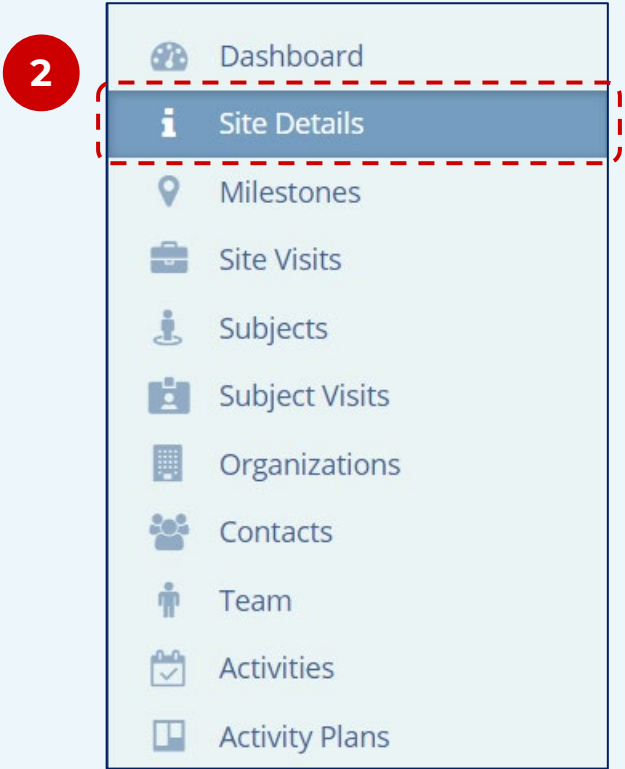 Dashboard
2
Site Details
Milestones
Site Visits
Subjects
Subject Visits
Organizations
Contacts
Team
Activities
Activity Plans